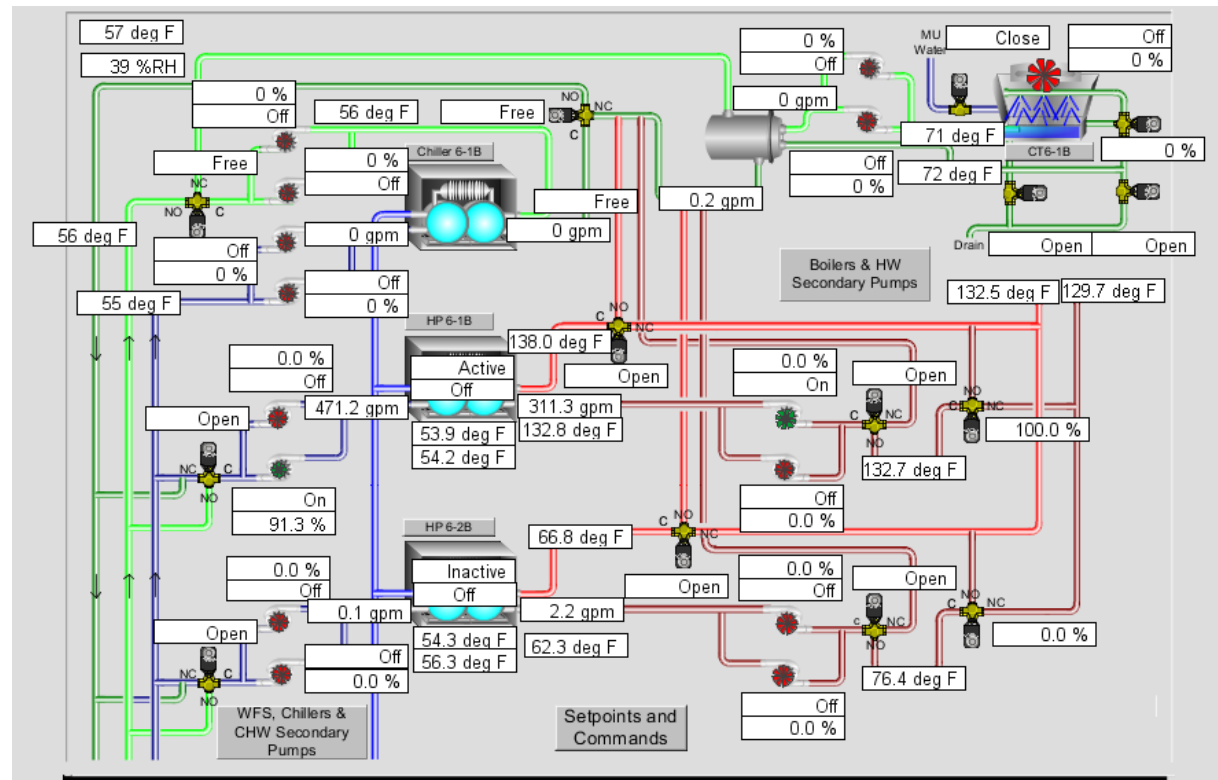 57 deg F
39 %RH
0 %
Off
56 deg F
Free
Free
NC
NO
C
0 %
Off
Chiller 6-1B
Free
0 gpm
0 gpm
56 deg F
Off
0 %
55 deg F
Off
0 %
NO
NC
C
0 %
Off
0 gpm
Off
0 %
0.2 gpm
MU
Water
Close
Off
0 %
71 deg F
72 deg F
CT6-1B
0 %
Drain
Open
Open
Boilers & HW
Secondary Pumps
132.5 deg F
129.7 deg F
HP 6-1B
138.0 deg F
NO
C
NC
Open
0.0 %
Off
Active
Off
471.2 gpm
311.3 gpm
132.8 deg F
53.9 deg F
54.2 deg F
Open
NC
C
NO
On
91.3 %
0.0 %
On
Open
C
NC
NO
132.7 deg F
NO
C
NC
100.0 %
Off
0.0 %
HP 6-2B
66.8 deg F
NO
C
NC
Open
0.0 %
Off
Inactive
Off
0.1 gpm
2.2 gpm
54.3 deg F
56.3 deg F
62.3 deg F
Open
NC
C
NO
Off
0.0 %
0.0 %
Off
Open
c
NC
NO
76.4 deg F
NO
C
NC
0.0 %
Off
0.0 %
WFS, Chillers &
CHW Secondary
Pumps
Setpoints and
Commands